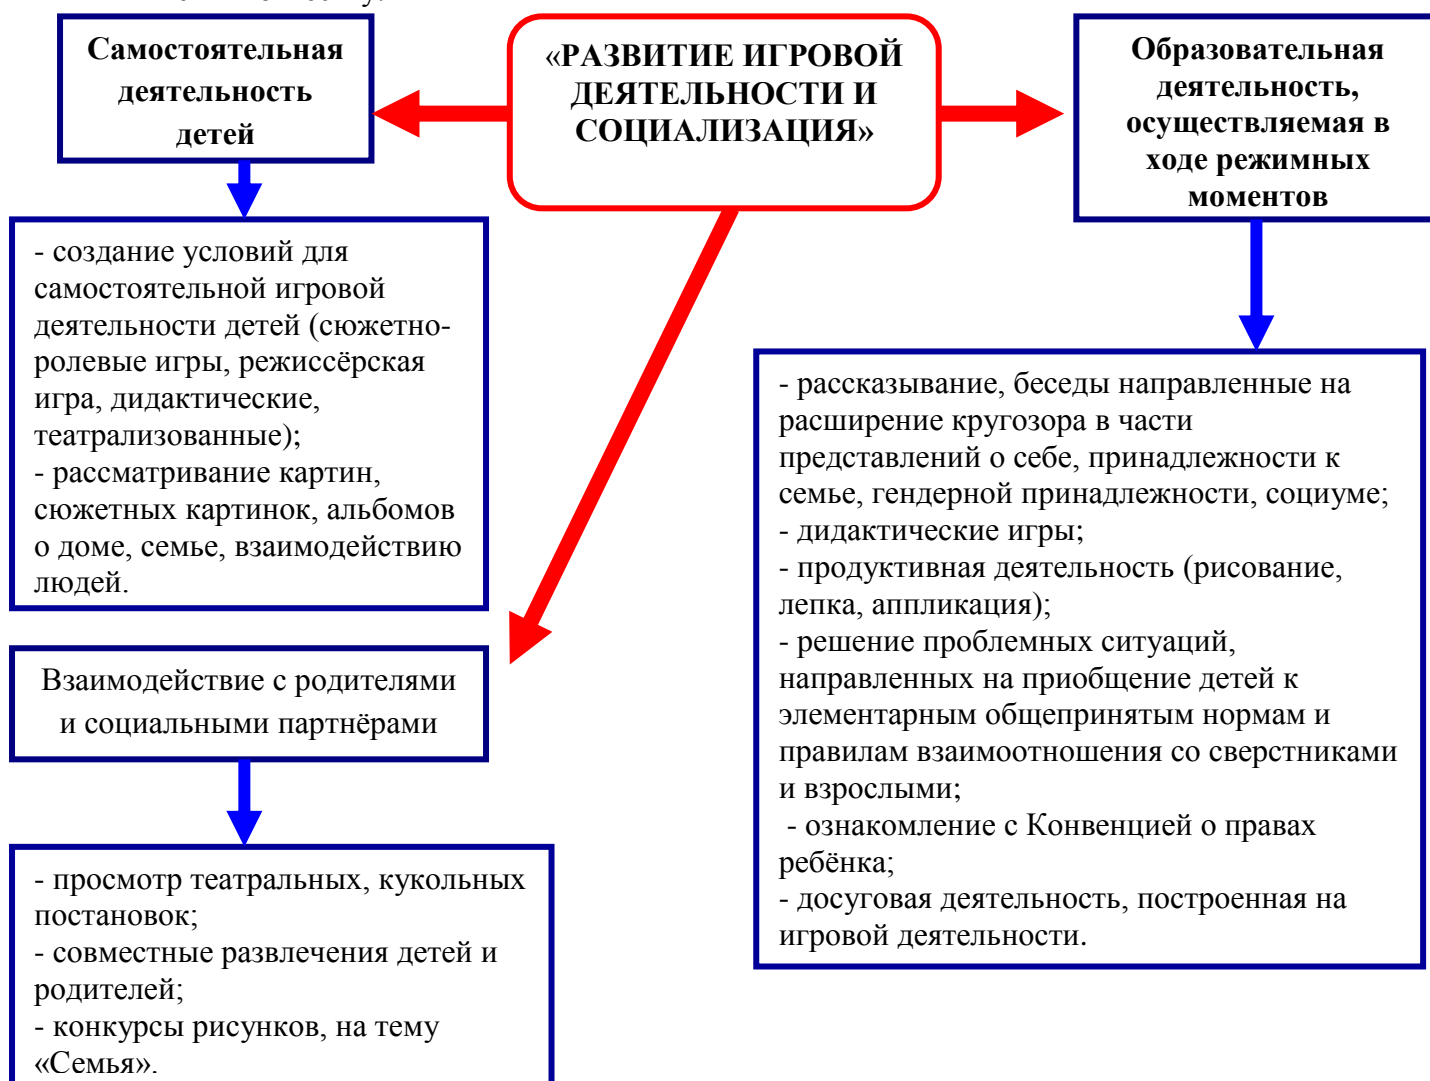 Самостоятельная
деятельность
детей
«РАЗВИТИЕ ИГРОВОЙ
ДЕЯТЕЛЬНОСТИ И
СОЦИАЛИЗАЦИЯ»
Образовательная
деятельность,
осуществляемая в
ходе режимных
моментов
- создание условий для
самостоятельной игровой
деятельности детей (сюжетно-
ролевые игры, режиссёрская
игра, дидактические,
театрализованные);
- рассматривание картин,
сюжетных картинок, альбомов
о доме, семье, взаимодействию
людей.
- рассказывание, беседы направленные на
расширение кругозора в части
представлений о себе, принадлежности к
семье, гендерной принадлежности, социуме;
- дидактические игры;
- продуктивная деятельность (рисование,
лепка, аппликация);
- решение проблемных ситуаций,
направленных на приобщение детей к
элементарным общепринятым нормам и
правилам взаимоотношения со сверстниками
и взрослыми;
- ознакомление с Конвенцией о правах
ребёнка;
- досуговая деятельность, построенная на
игровой деятельности.
Взаимодействие с родителями
и социальными партнёрами
- просмотр театральных, кукольных
постановок;
- совместные развлечения детей и
родителей;
- конкурсы рисунков, на тему
«Семья».